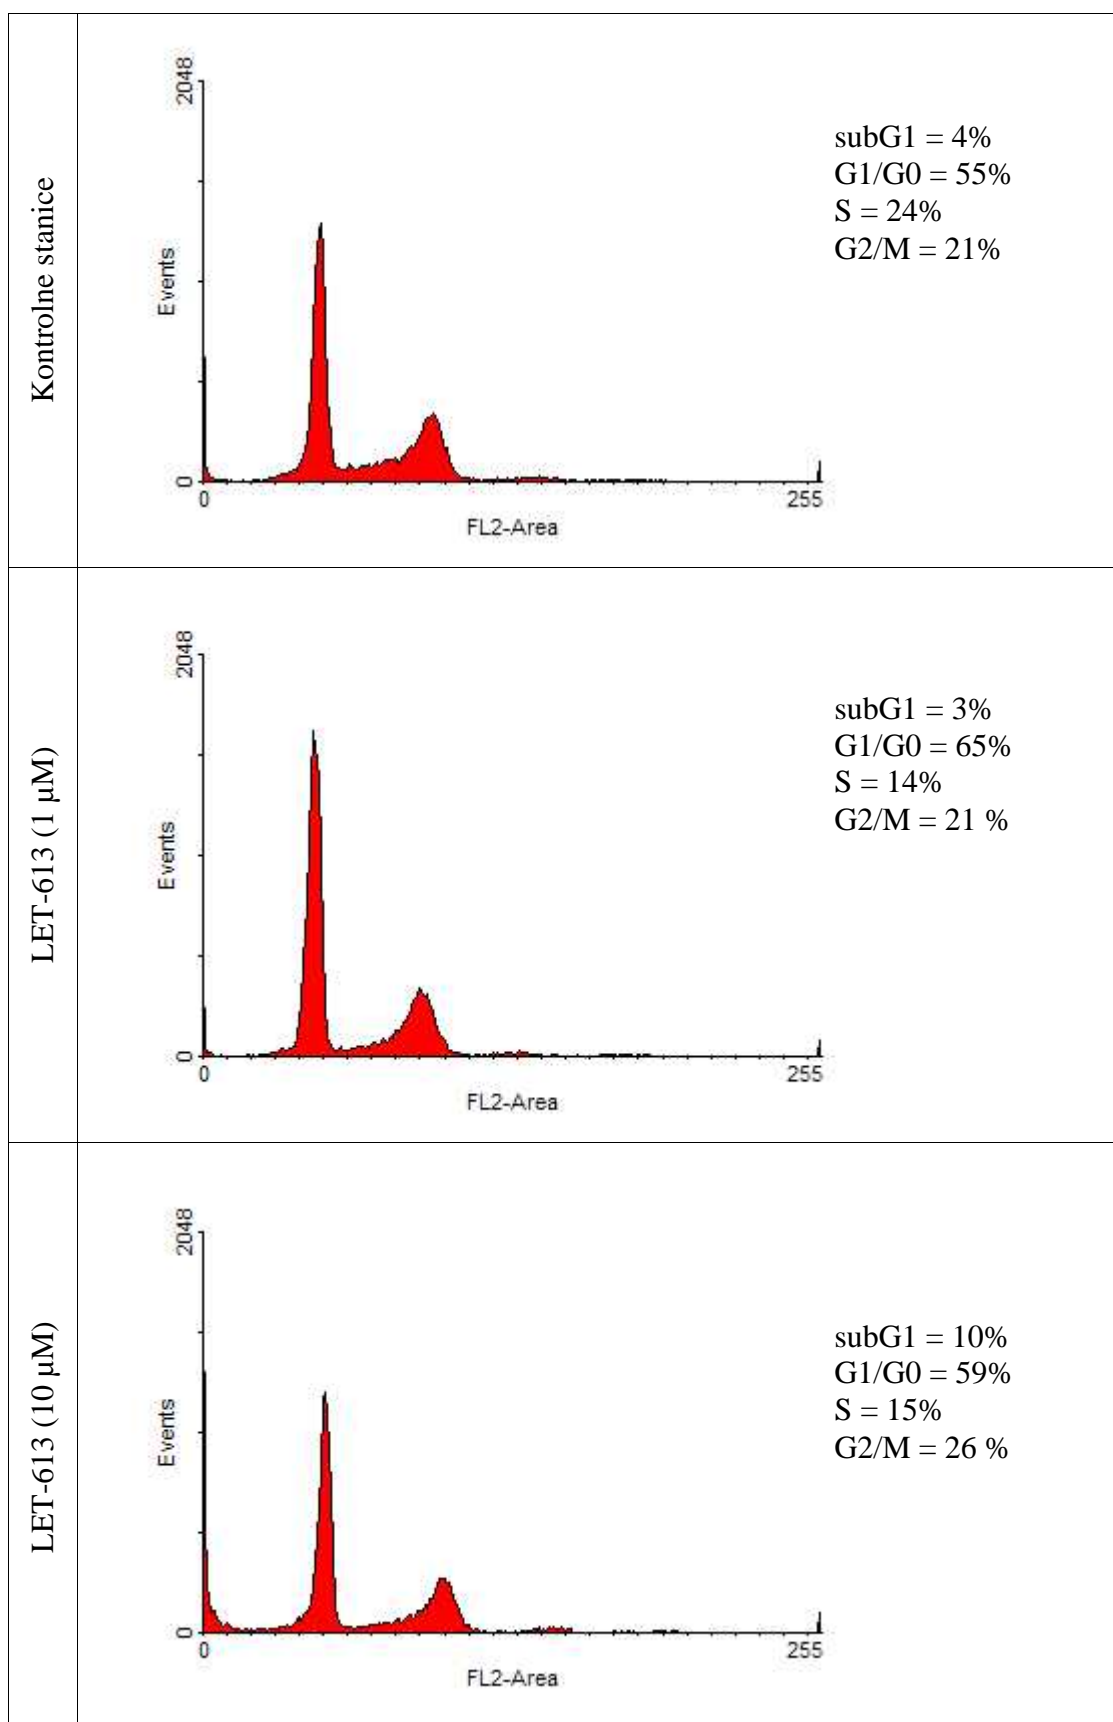 Kontrolne stanice
2048
Events
0
0
255
FL2-Area
subG1 = 4%
G1/G0 = 55%
S = 24%
G2/M = 21%
LET-613 (1 µM)
2048
Events
0
0
255
FL2-Area
subG1 = 3%
G1/G0 = 65%
S = 14%
G2/M = 21 %
LET-613 (10 µM)
2048
Events
0
0
255
FL2-Area
subG1 = 10%
G1/G0 = 59%
S = 15%
G2/M = 26 %